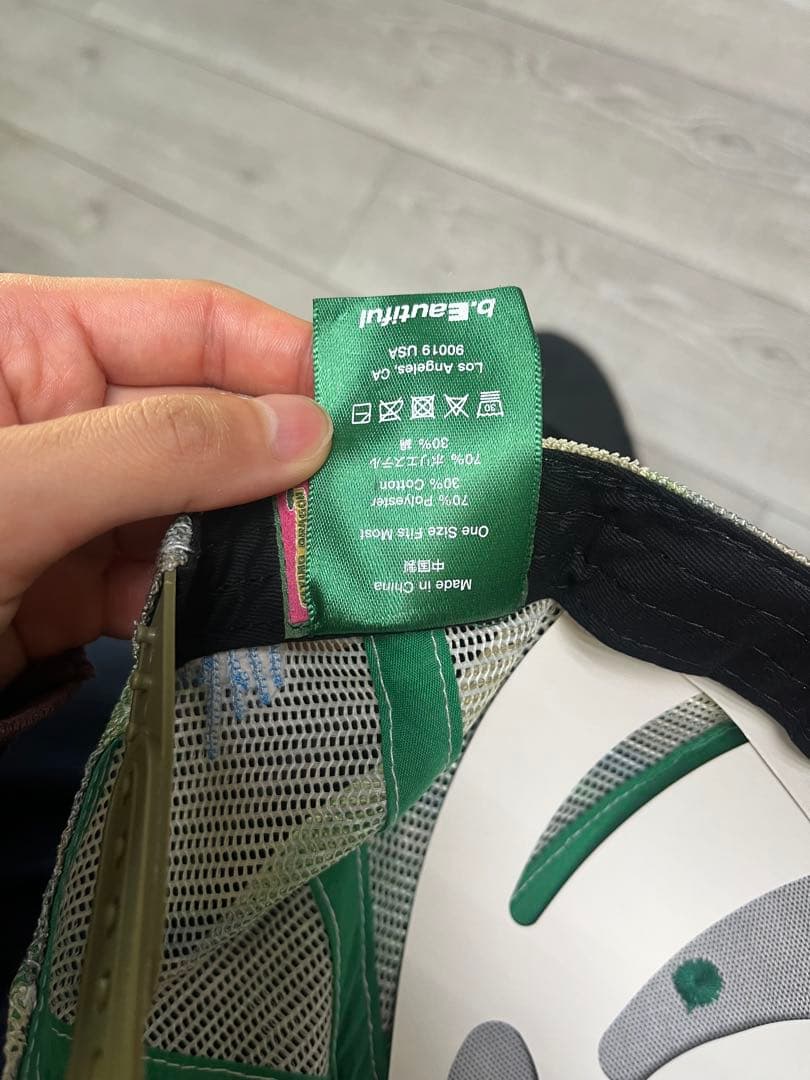 Made in China
中国製
One Size Fits Most
70% Polyester
30% Cotton
70% ポリエステル
30% 綿
30
Los Angeles, CA
90019 USA
b.Eautiful